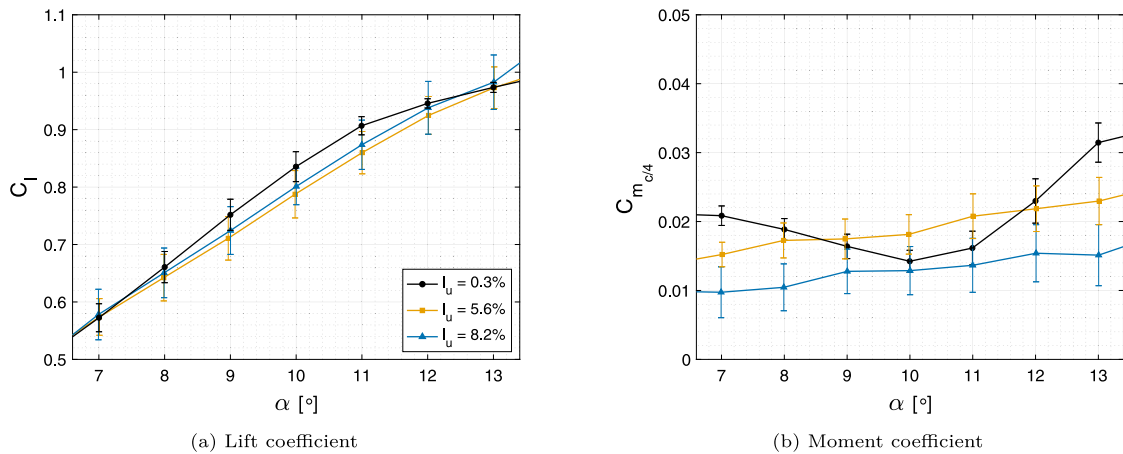 1.1
1
0.9
0.8
0.7
0.6
0.5
C_l
7 8 9 10 11 12 13
α [°]
I_u = 0.3%
I_u = 5.6%
I_u = 8.2%
(a) Lift coefficient
0.05
0.04
0.03
0.02
0.01
0
C_{m_{c/4}}
7 8 9 10 11 12 13
α [°]
(b) Moment coefficient